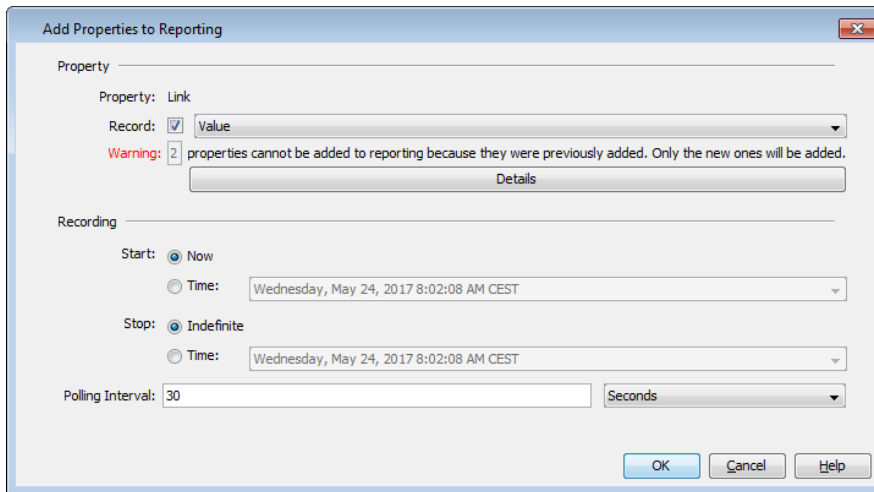 Add Properties to Reporting
Property
Property: Link
Record: Value
Warning: 2 properties cannot be added to reporting because they were previously added. Only the new ones will be added.
Details
Recording
Start: Now
Time: Wednesday, May 24, 2017 8:02:08 AM CEST
Stop: Indefinite
Time: Wednesday, May 24, 2017 8:02:08 AM CEST
Polling Interval: 30 Seconds
OK Cancel Help